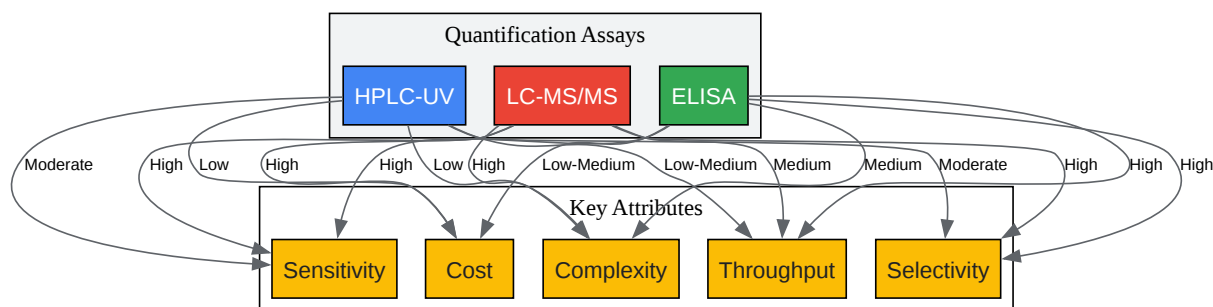 Quantification Assays
HPLC-UV
LC-MS/MS
ELISA
Moderate
High
Low
High
High
Low
High
Low-Medium
Low-Medium
Medium
Medium
Moderate
High
High
High
Key Attributes
Sensitivity
Cost
Complexity
Throughput
Selectivity